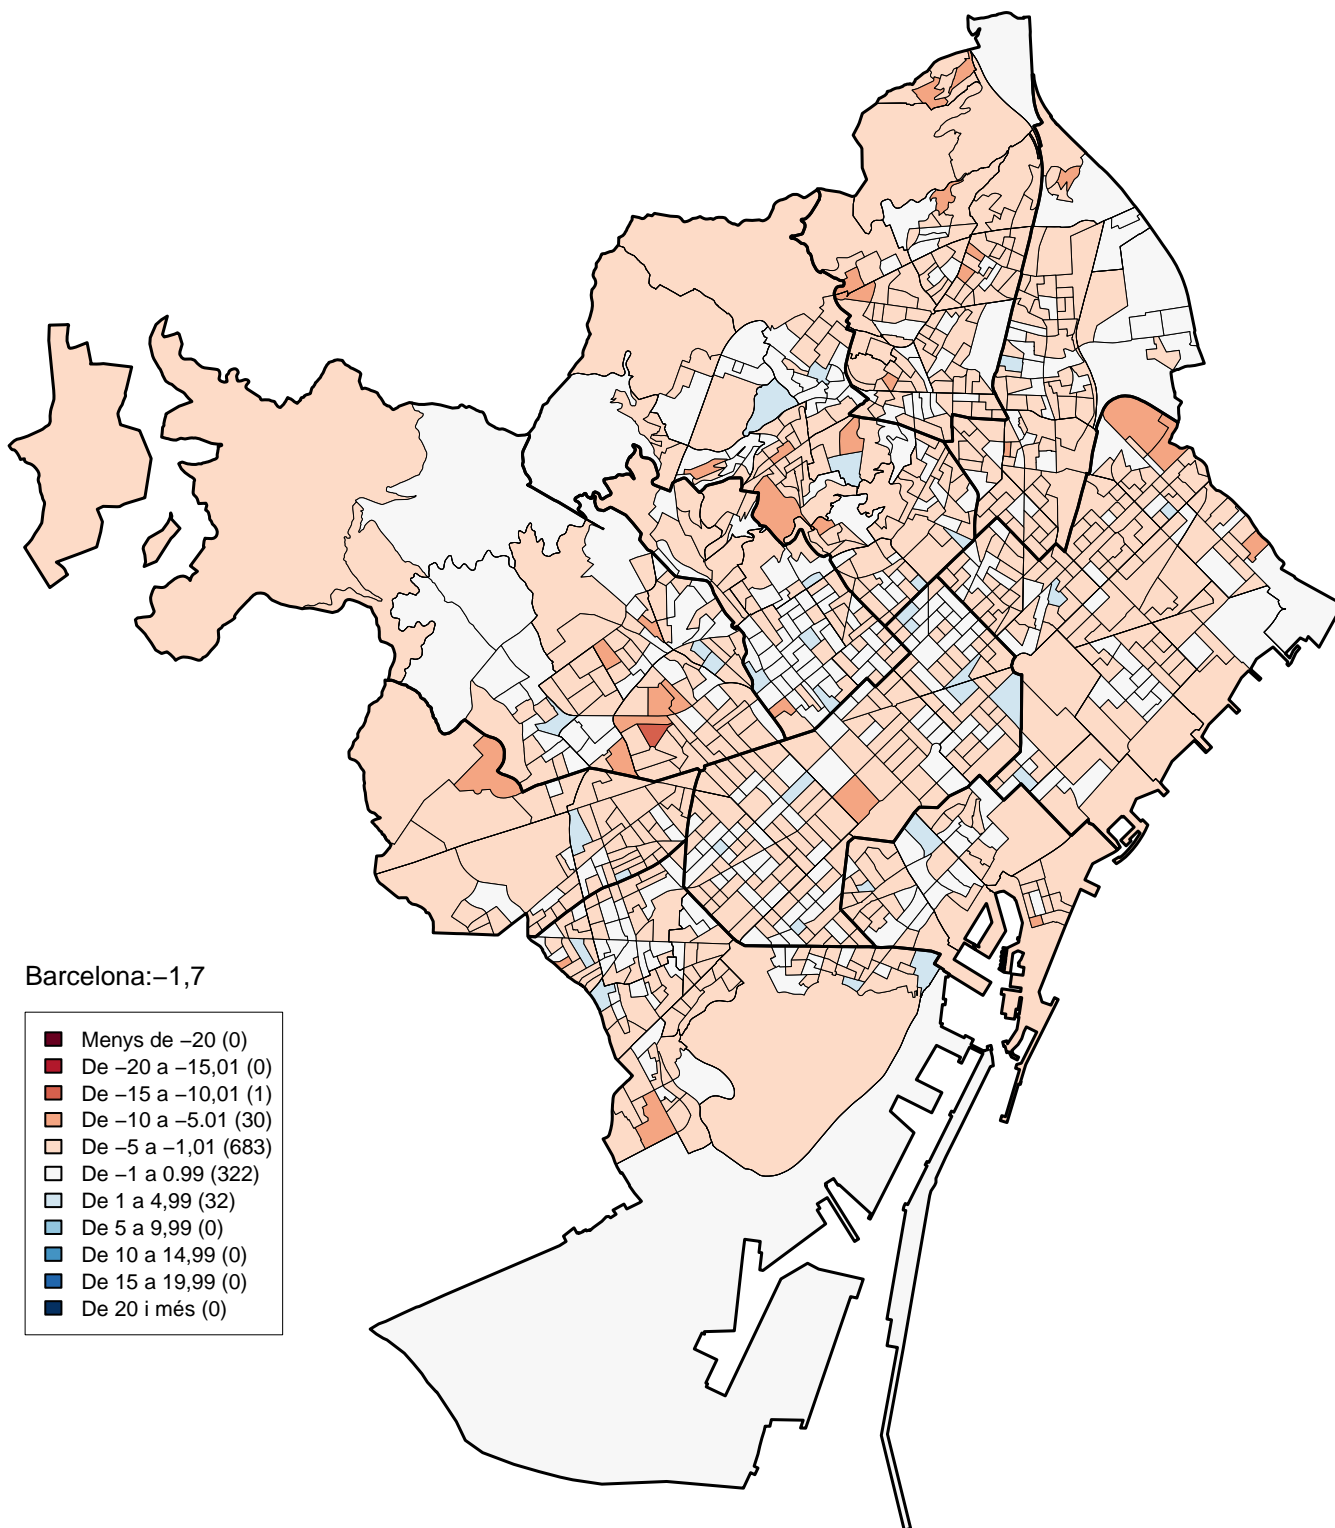 Barcelona:−1,7
Menys de −20 (0)
De −20 a −15,01 (0)
De −15 a −10,01 (1)
De −10 a −5.01 (30)
De −5 a −1,01 (683)
De −1 a 0.99 (322)
De 1 a 4,99 (32)
De 5 a 9,99 (0)
De 10 a 14,99 (0)
De 15 a 19,99 (0)
De 20 i més (0)